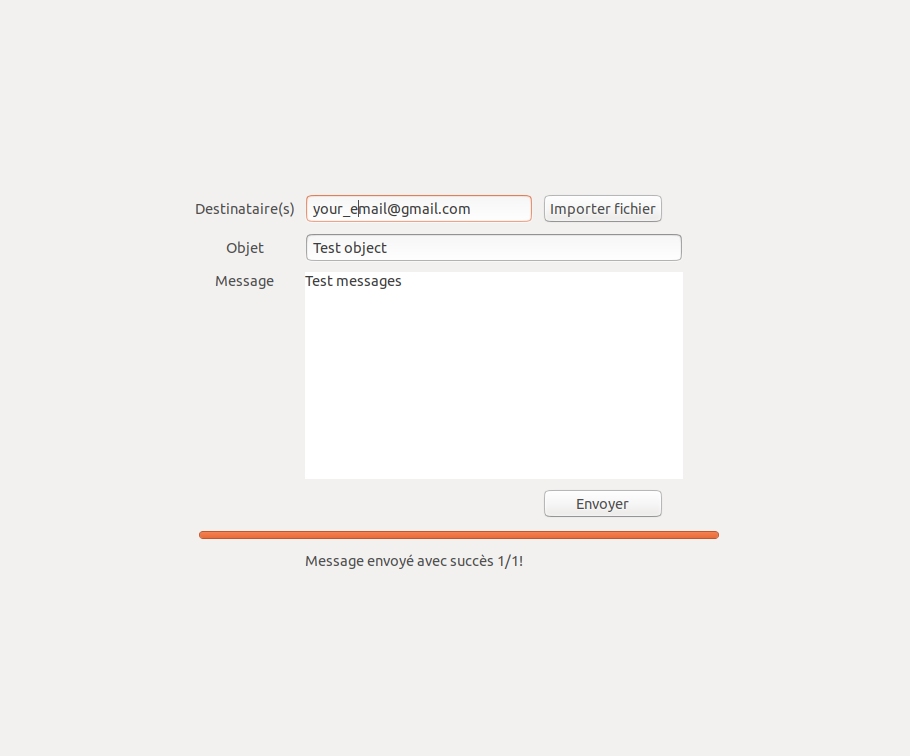 Destinataire(s) your_email@gmail.com Importer fichier
Objet Test object
Message Test messages
Envoyer
Message envoyé avec succès 1/1!